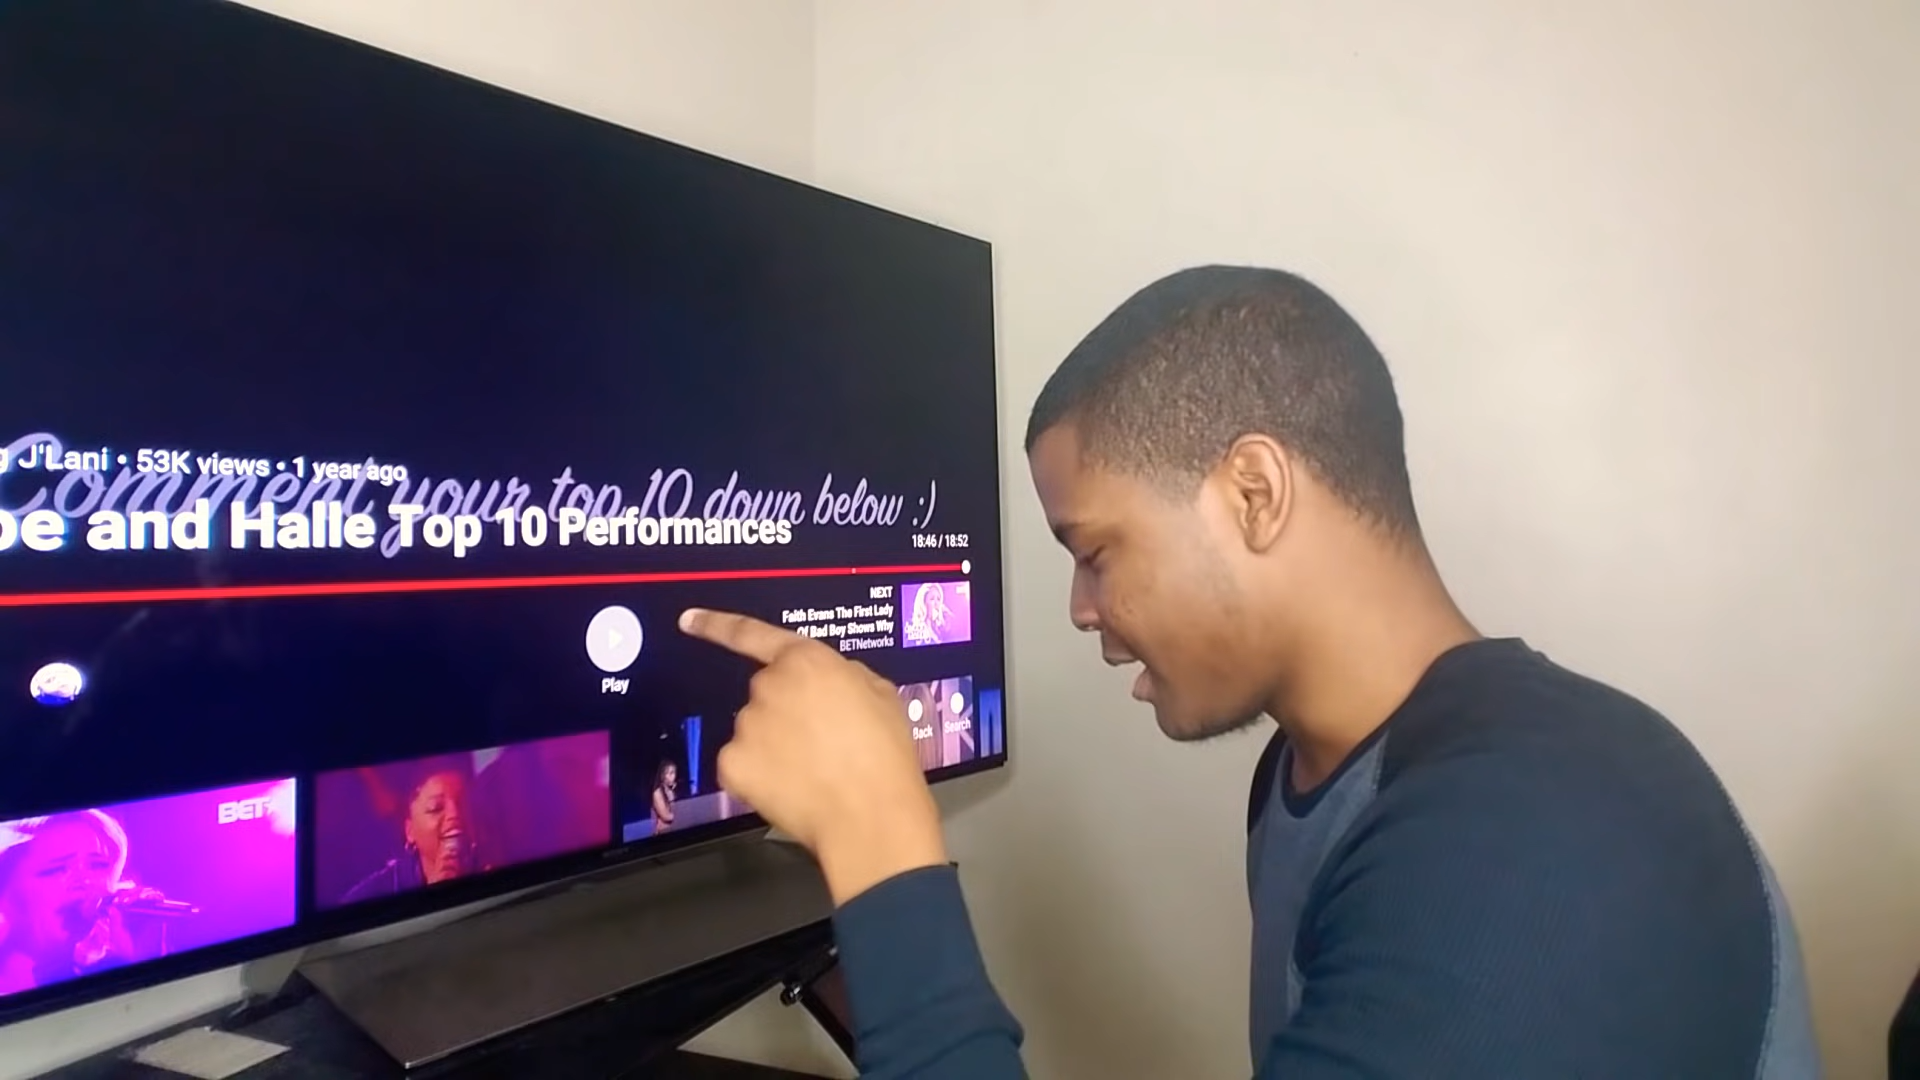 g J'Lani • 53K views • 1 year ago
Comment your top 10 down below :)
oe and Halle Top 10 Performances
18:46 / 18:52
NEXT
Faith Evans The First Lady
Of Bad Boy Shows Why
BETNetworks
Play
Back
Search
BET